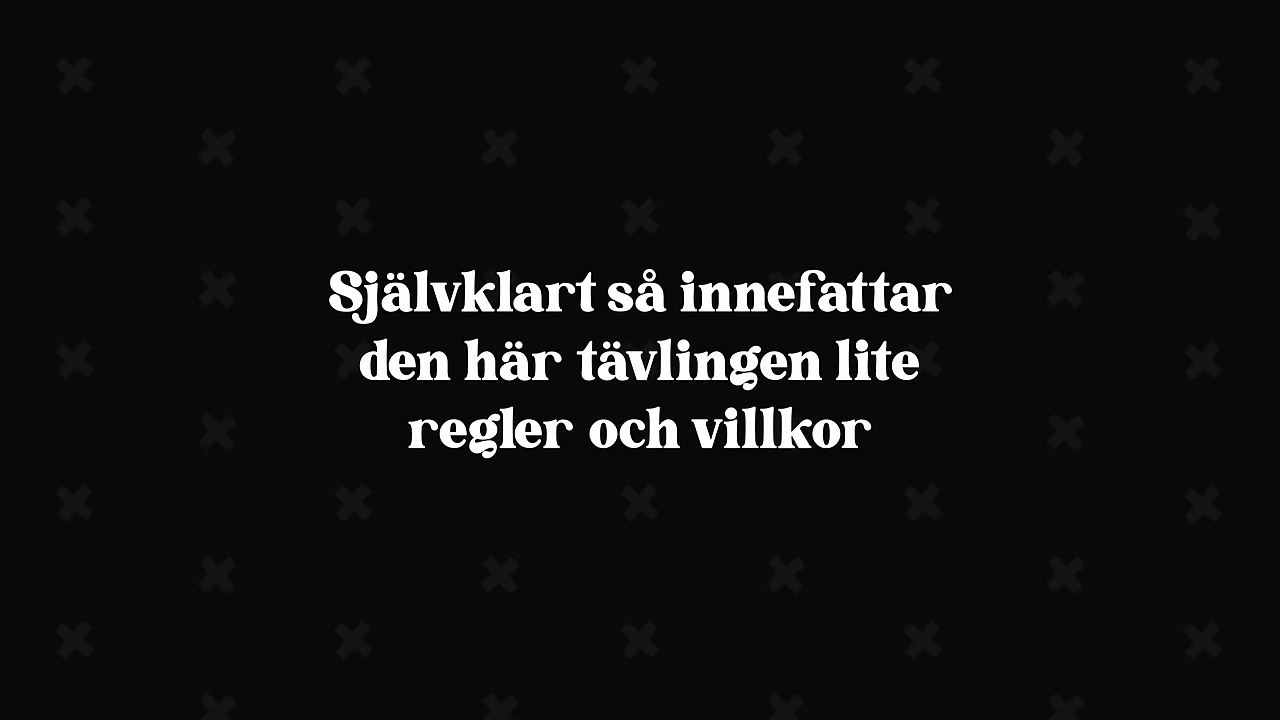 Självklart så innefattar
den här tävlingen lite
regler och villkor